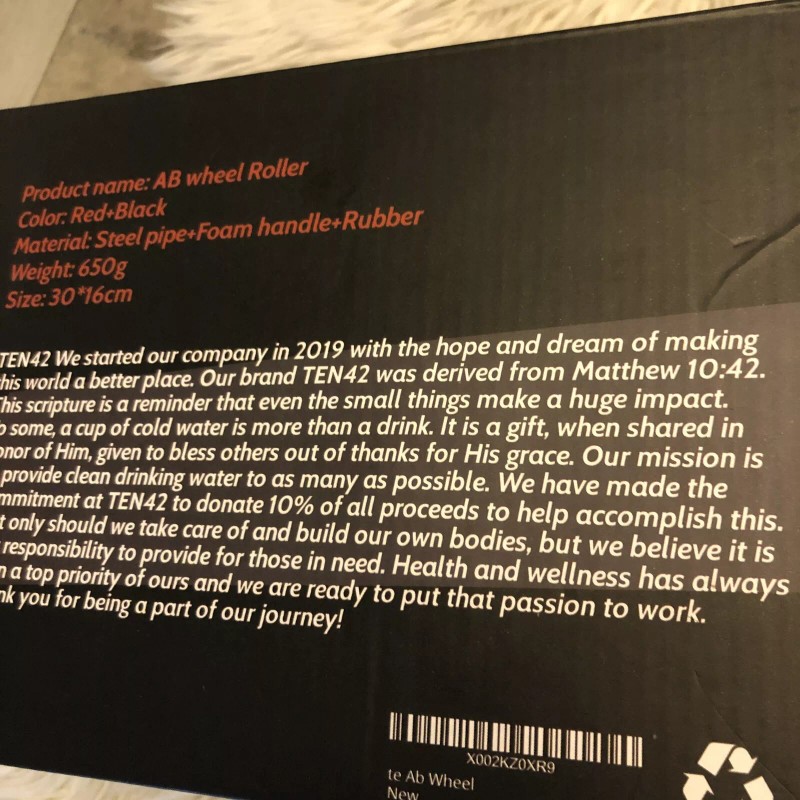 Product name: AB wheel Roller
Color: Red+Black
Material: Steel pipe+Foam handle+Rubber
Weight: 650g
Size: 30*16cm
TEN42 We started our company in 2019 with the hope and dream of making
his world a better place. Our brand TEN42 was derived from Matthew 10:42.
This scripture is a reminder that even the small things make a huge impact.
o some, a cup of cold water is more than a drink. It is a gift, when shared in
onor of Him, given to bless others out of thanks for His grace. Our mission is
provide clean drinking water to as many as possible. We have made the
mmitment at TEN42 to donate 10% of all proceeds to help accomplish this.
t only should we take care of and build our own bodies, but we believe it is
responsibility to provide for those in need. Health and wellness has always
n a top priority of ours and we are ready to put that passion to work.
nk you for being a part of our journey!
X002KZ0XR9
te Ab Wheel
New